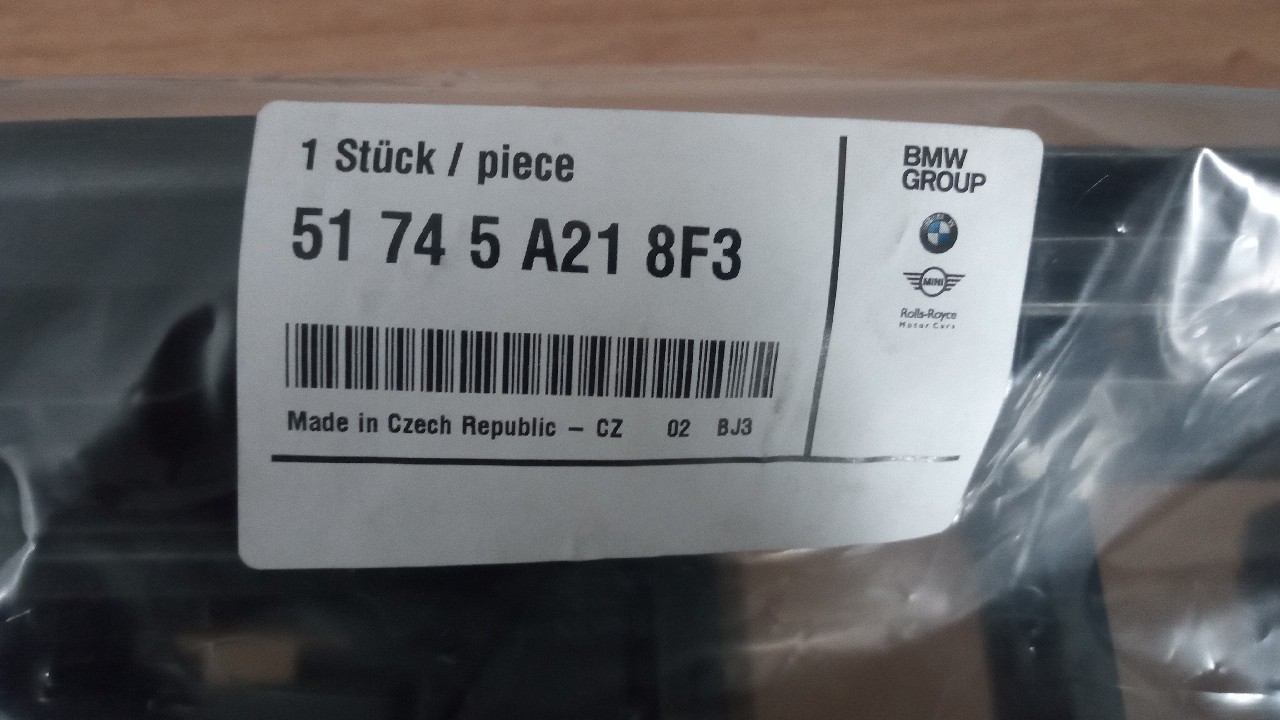 1 Stück / piece
51 74 5 A21 8F3
Made in Czech Republic – CZ 02 BJ3
BMW
GROUP
MINI
Rolls-Royce
Motor Cars